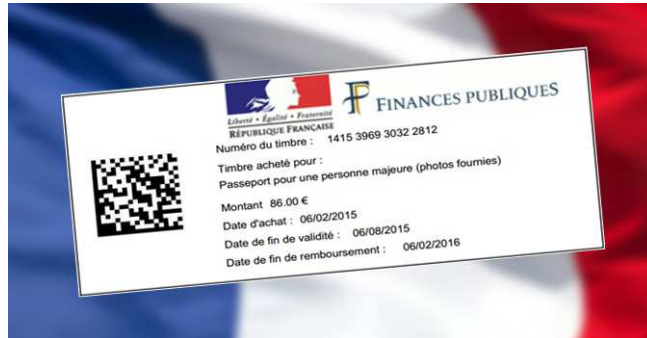 Liberté • Égalité • Fraternité
RÉPUBLIQUE FRANÇAISE
FINANCES PUBLIQUES
Numéro du timbre : 1415 3969 3032 2812
Timbre acheté pour :
Passeport pour une personne majeure (photos fournies)
Montant 86.00 €
Date d'achat : 06/02/2015
Date de fin de validité : 06/08/2015
Date de fin de remboursement : 06/02/2016